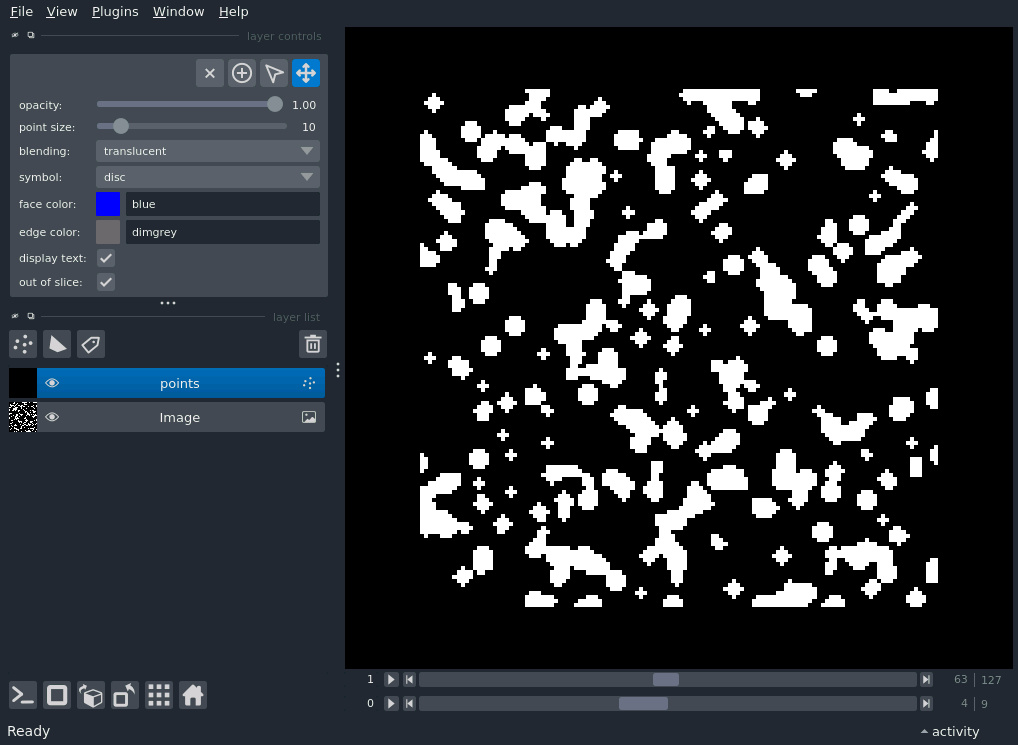 File View Plugins Window Help
layer controls
opacity: 1.00
point size: 10
blending: translucent
symbol: disc
face color: blue
edge color: dimgrey
display text:
out of slice:
layer list
points
Image
1 63 127
0 4 9
Ready activity